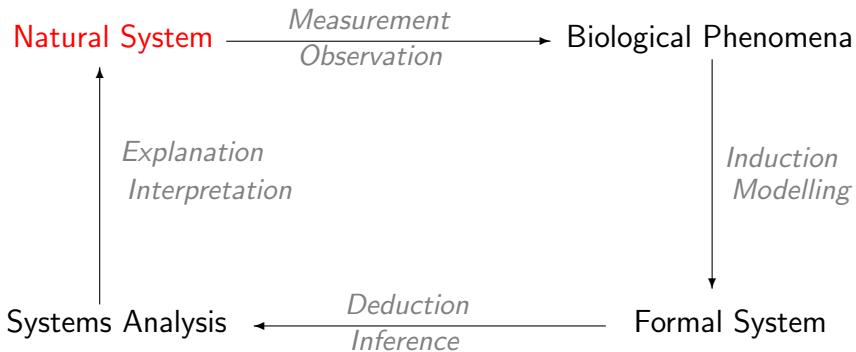 Natural System
Measurement
Observation
Biological Phenomena
Explanation
Interpretation
Induction
Modelling
Systems Analysis
Deduction
Inference
Formal System